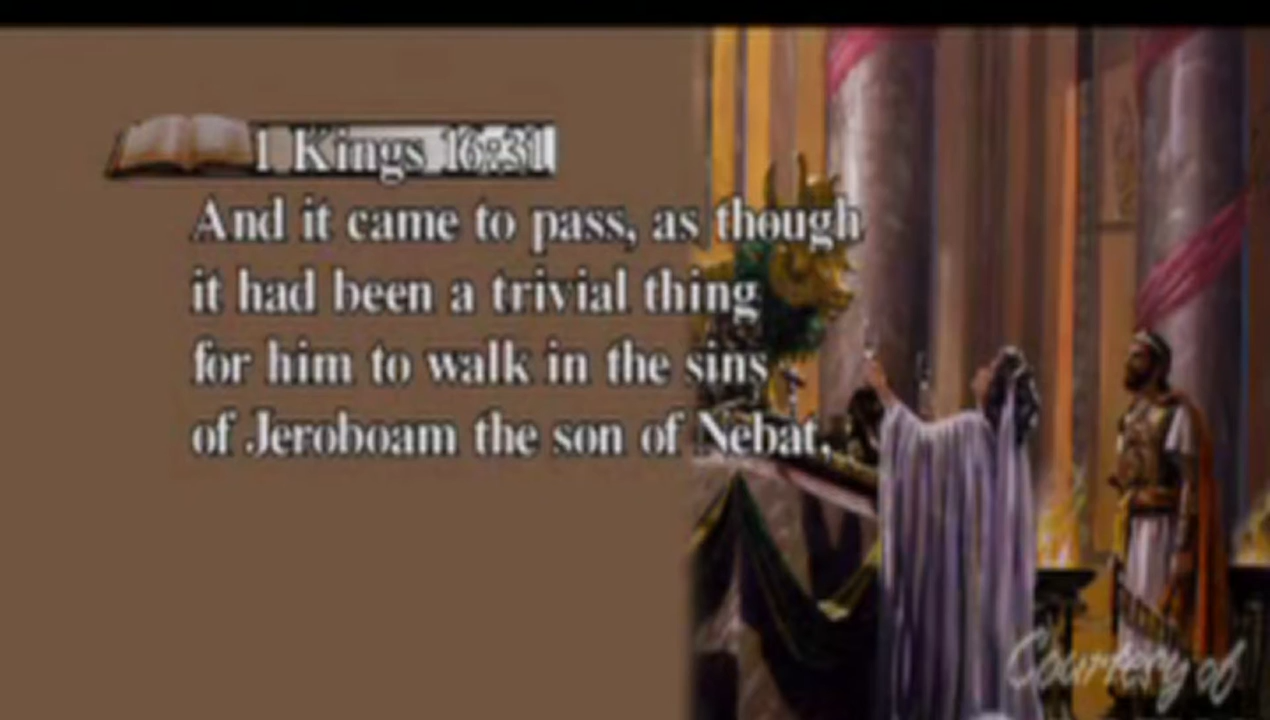 1 Kings 16:31
And it came to pass, as though
it had been a trivial thing
for him to walk in the sins
of Jeroboam the son of Nebat,
Courtesy of